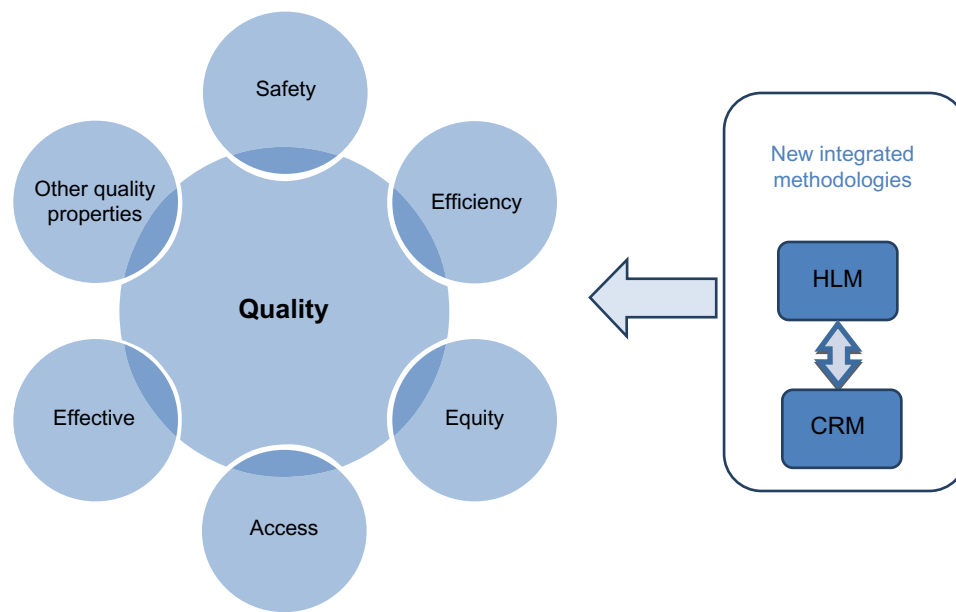 Safety
Other quality
properties
Efficiency
Quality
Effective
Equity
Access
New integrated
methodologies
HLM
CRM